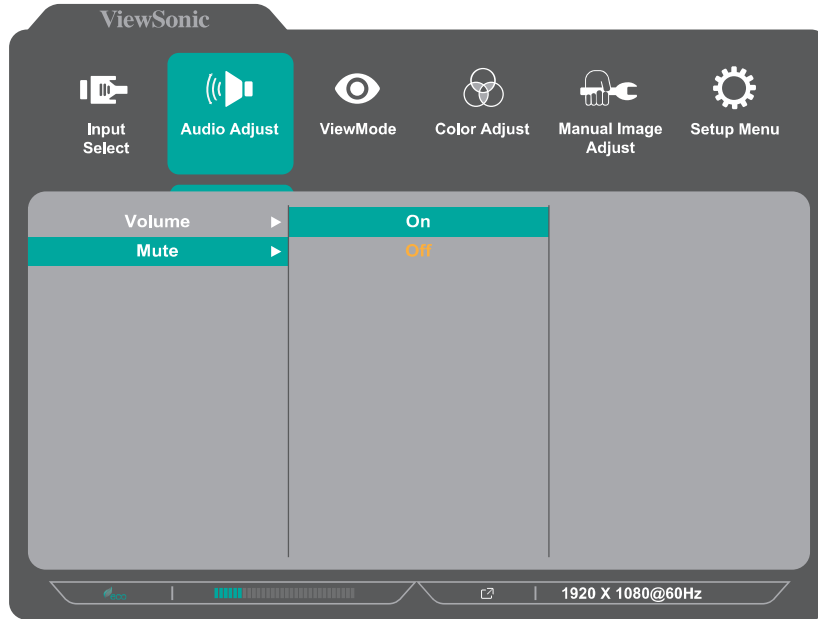 ViewSonic
Input
Select
Audio Adjust
ViewMode
Color Adjust
Manual Image
Adjust
Setup Menu
Volume
On
Mute
Off
eco
1920 X 1080@60Hz